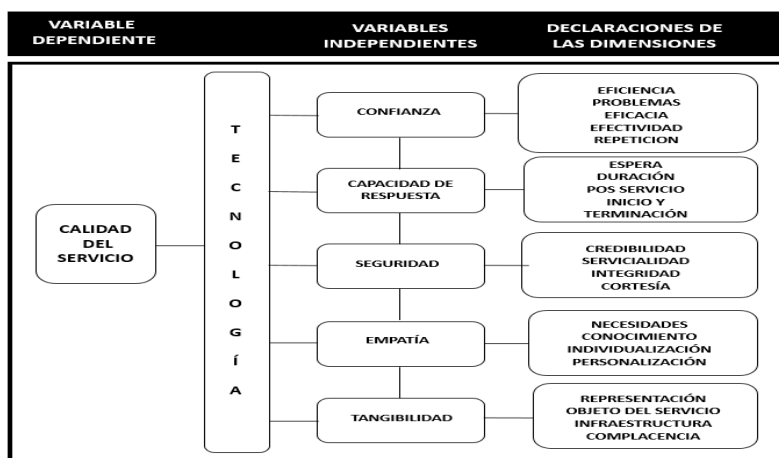 VARIABLE
DEPENDIENTE
VARIABLES
INDEPENDIENTES
DECLARACIONES DE
LAS DIMENSIONES
CALIDAD
DEL
SERVICIO
T
E
C
N
O
L
O
G
Í
A
CONFIANZA
EFICIENCIA
PROBLEMAS
EFICACIA
EFECTIVIDAD
REPETICION
CAPACIDAD DE
RESPUESTA
ESPERA
DURACIÓN
POS SERVICIO
INICIO Y
TERMINACIÓN
SEGURIDAD
CREDIBILIDAD
SERVICIALIDAD
INTEGRIDAD
CORTESÍA
EMPATÍA
NECESIDADES
CONOCIMIENTO
INDIVIDUALIZACIÓN
PERSONALIZACIÓN
TANGIBILIDAD
REPRESENTACIÓN
OBJETO DEL SERVICIO
INFRAESTRUCTURA
COMPLACENCIA